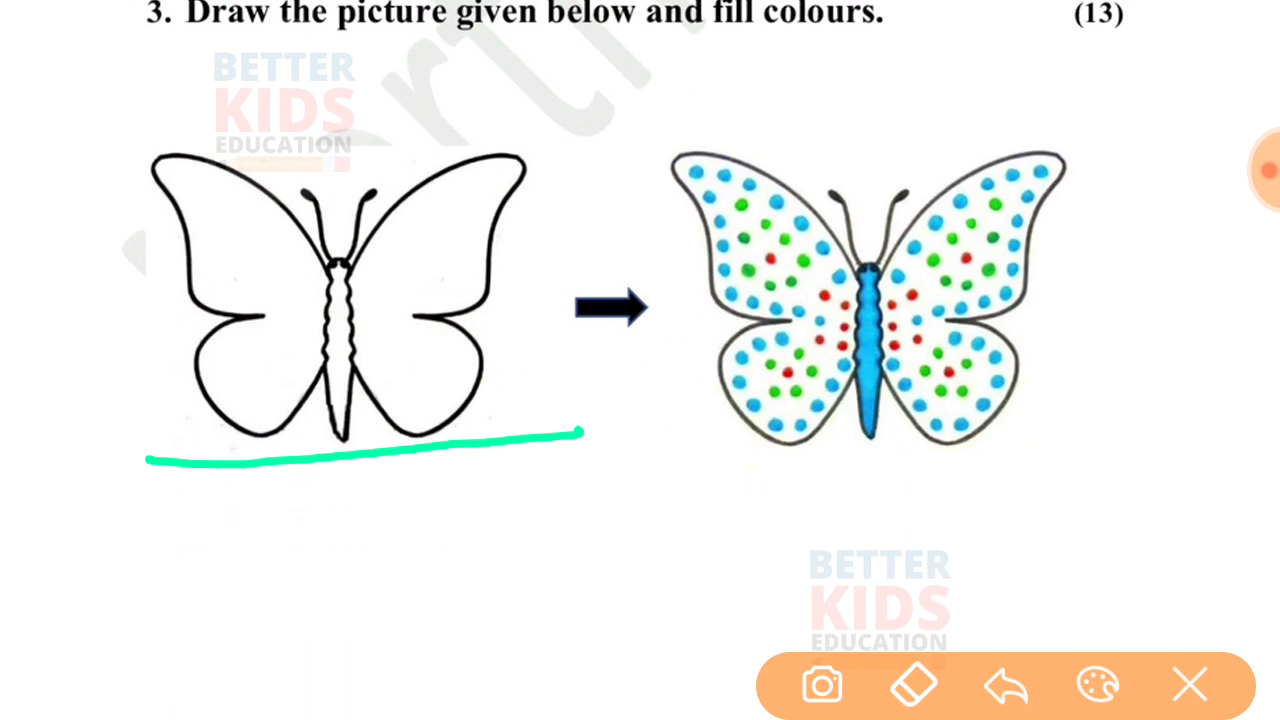 3. Draw the picture given below and fill colours. (13)
BETTER
KIDS
EDUCATION
BETTER
KIDS
EDUCATION